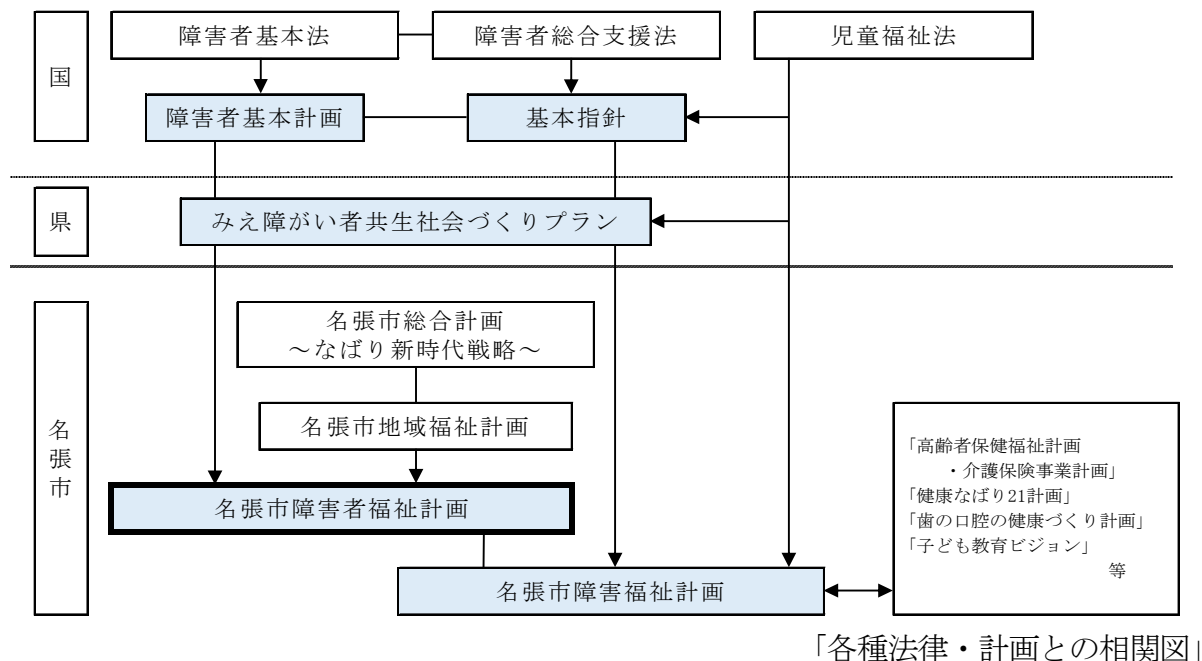 国
障害者基本法
障害者総合支援法
児童福祉法
障害者基本計画
基本指針
県
みえ障がい者共生社会づくりプラン
名張市
名張市総合計画
～なばり新時代戦略～
名張市地域福祉計画
名張市障害者福祉計画
名張市障害福祉計画
「高齢者保健福祉計画
・介護保険事業計画」
「健康なばり21計画」
「歯の口腔の健康づくり計画」
「子ども教育ビジョン」
等
「各種法律・計画との相関図」